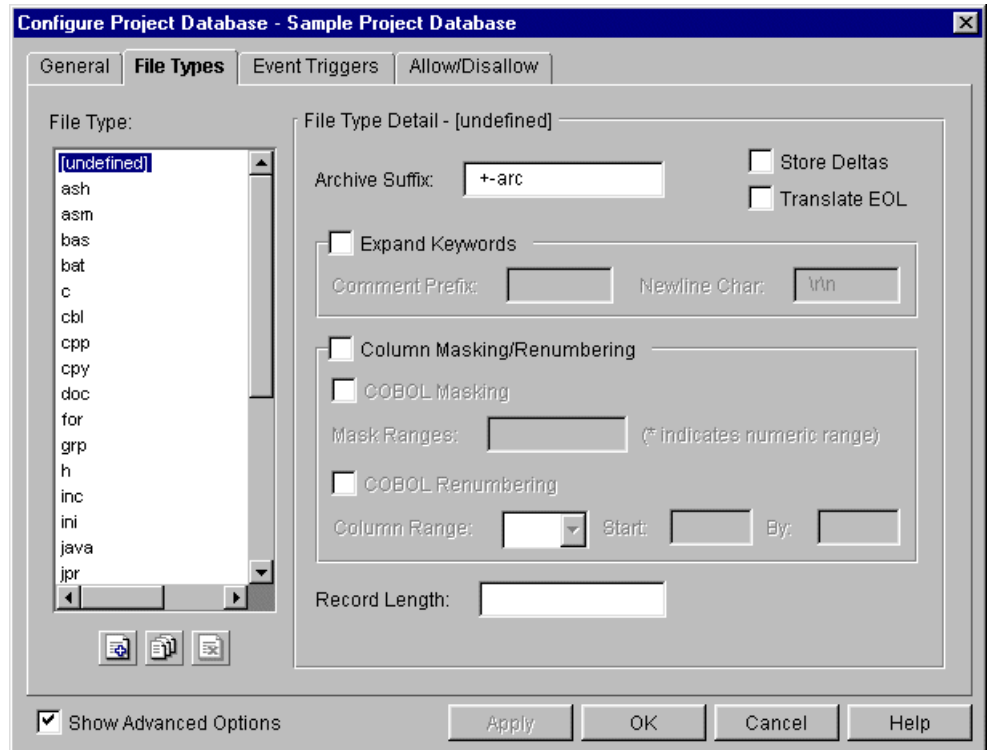 Configure Project Database - Sample Project Database
General File Types Event Triggers Allow/Disallow
File Type:
[undefined]
ash
asm
bas
bat
c
cbl
cpp
cpy
doc
for
grp
h
inc
ini
java
jpr
File Type Detail - [undefined]
Archive Suffix: +-arc
Store Deltas
Translate EOL
Expand Keywords
Comment Prefix: Newline Char: \r\n
Column Masking/Renumbering
COBOL Masking
Mask Ranges: (* indicates numeric range)
COBOL Renumbering
Column Range: Start: By:
Record Length:
Show Advanced Options Apply OK Cancel Help